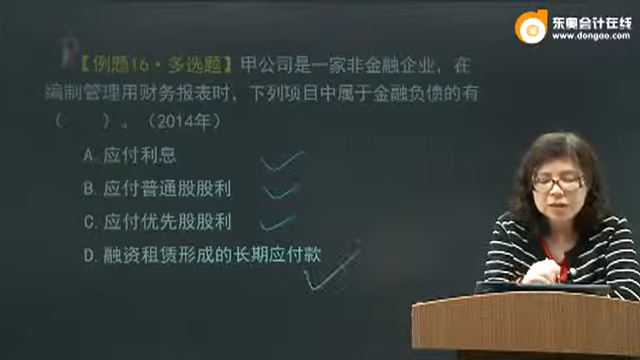 东奥会计在线
www.dongao.com
【例题16·多选题】甲公司是一家非金融企业，在
编制管理用财务报表时，下列项目中属于金融负债的有
（ ）。（2014年）
A. 应付利息
B. 应付普通股股利
C. 应付优先股股利
D. 融资租赁形成的长期应付款